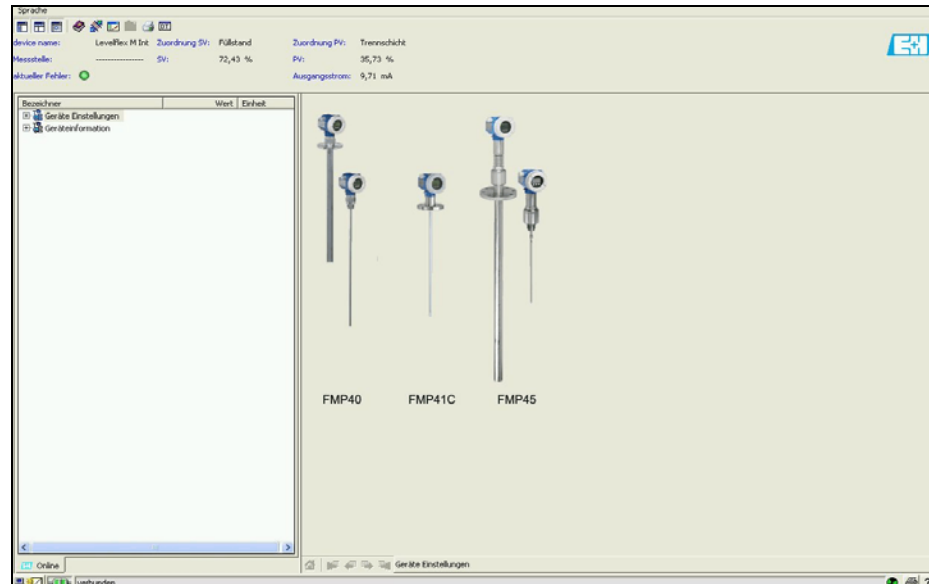 Sprache
device name: Levelflex M Int Zuordnung SV: Füllstand Zuordnung PV: Trennschicht
Messstelle: ---------------- SV: 72,43 % PV: 35,73 %
aktueller Fehler: Ausgangsstrom: 9,71 mA
E+H
Bezeichner Wert Einheit
Geräte Einstellungen
Geräteinformation
FMP40 FMP41C FMP45
Online
Geräte Einstellungen
verbunden